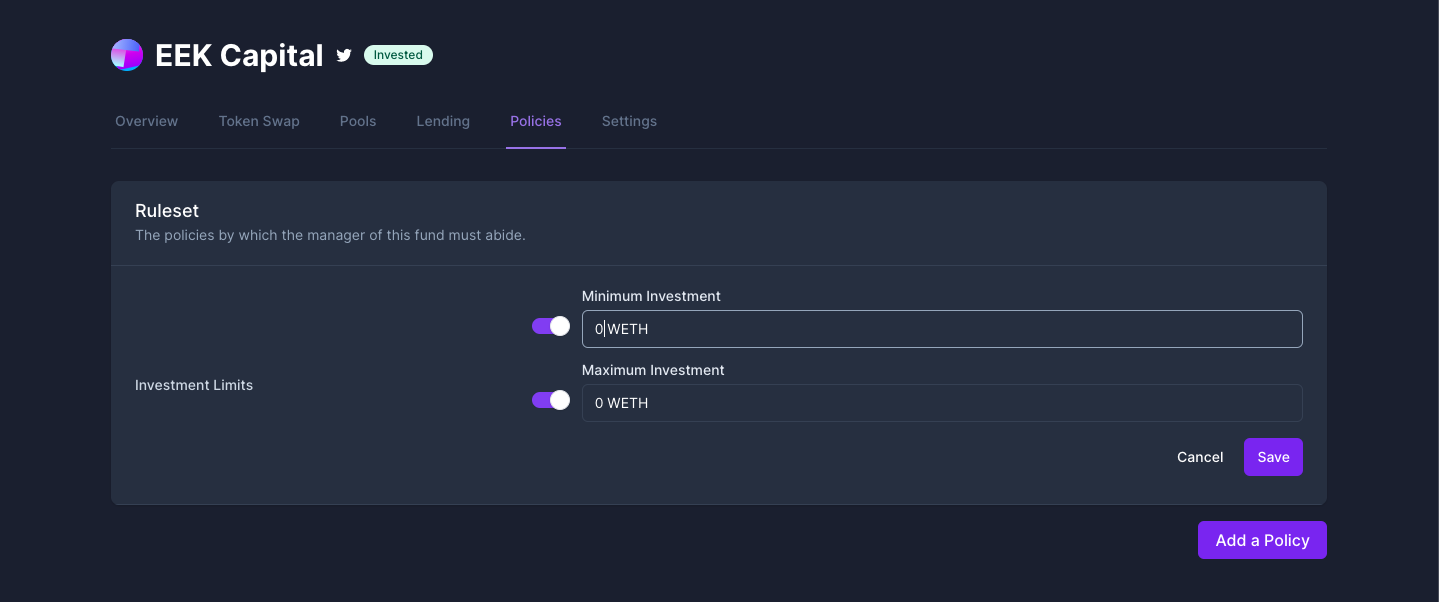 EEK Capital Invested
Overview Token Swap Pools Lending Policies Settings
Ruleset
The policies by which the manager of this fund must abide.
Minimum Investment
0 WETH
Investment Limits
Maximum Investment
0 WETH
Cancel Save
Add a Policy